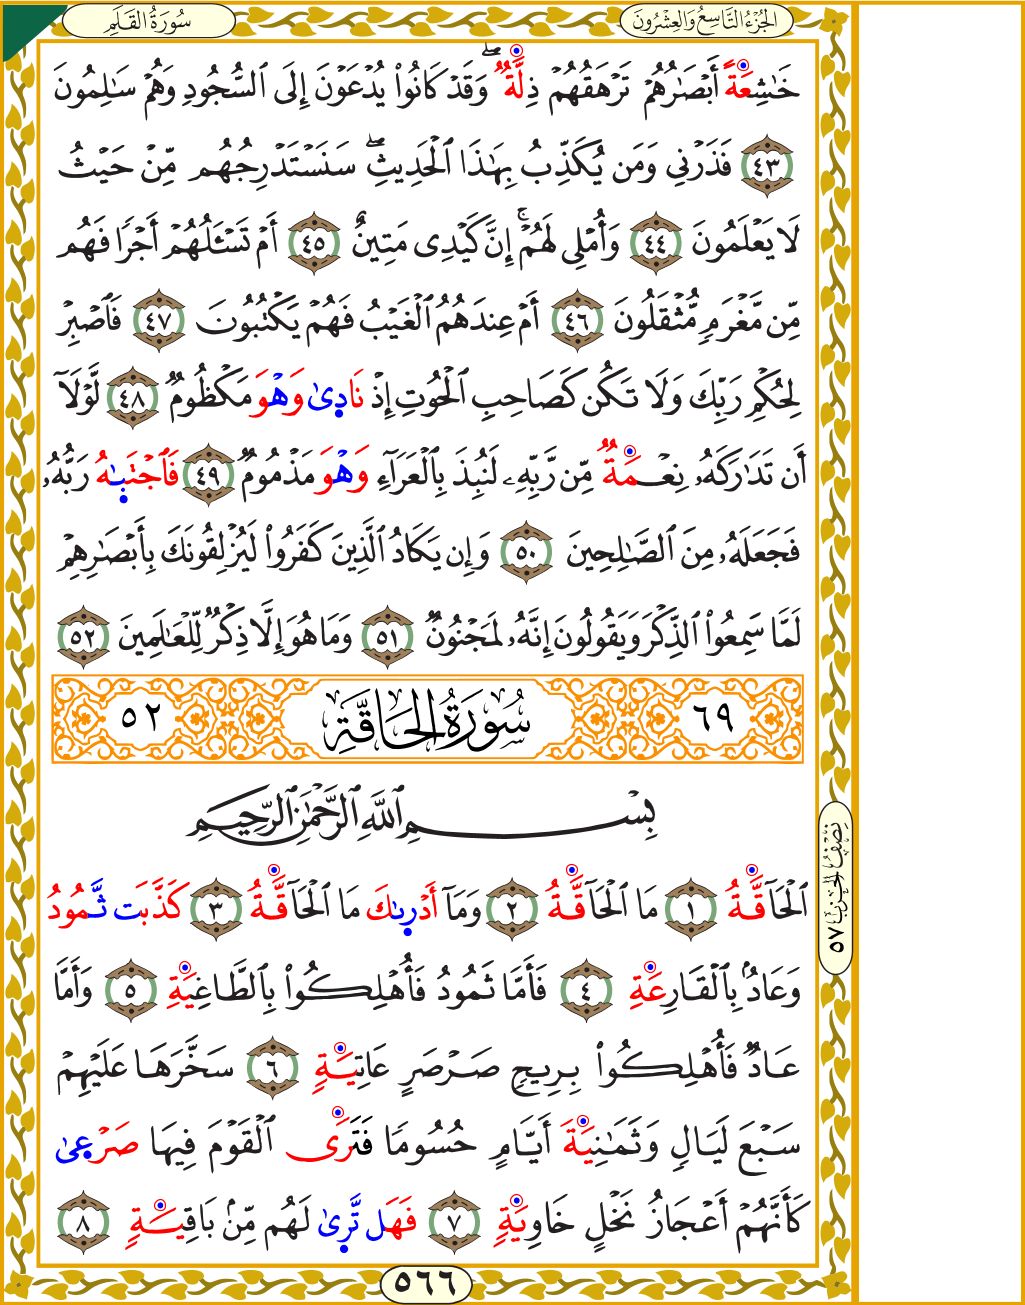 الجُزْءُ التَّاسِعُ وَالعِشْرُونَ
سُورَةُ القَلَمِ
خَٰشِعَةً أَبْصَٰرُهُمْ تَرْهَقُهُمْ ذِلَّةٌۖ وَقَدْ كَانُوا۟ يُدْعَوْنَ إِلَى ٱلسُّجُودِ وَهُمْ سَٰلِمُونَ
٤٣ فَذَرْنِى وَمَن يُكَذِّبُ بِهَٰذَا ٱلْحَدِيثِۖ سَنَسْتَدْرِجُهُم مِّنْ حَيْثُ
لَا يَعْلَمُونَ ٤٤ وَأُمْلِى لَهُمْۚ إِنَّ كَيْدِى مَتِينٌ ٤٥ أَمْ تَسْـَٔلُهُمْ أَجْرًا فَهُم
مِّن مَّغْرَمٍ مُّثْقَلُونَ ٤٦ أَمْ عِندَهُمُ ٱلْغَيْبُ فَهُمْ يَكْتُبُونَ ٤٧ فَٱصْبِرْ
لِحُكْمِ رَبِّكَ وَلَا تَكُن كَصَاحِبِ ٱلْحُوتِ إِذْ نَادِىٰ وَهْوَ مَكْظُومٌ ٤٨ لَّوْلَآ
أَن تَدَٰرَكَهُۥ نِعْمَةٌ مِّن رَّبِّهِۦ لَنُبِذَ بِٱلْعَرَآءِ وَهْوَ مَذْمُومٌ ٤٩ فَٱجْتَبِٰهُ رَبُّهُۥ
فَجَعَلَهُۥ مِنَ ٱلصَّٰلِحِينَ ٥٠ وَإِن يَكَادُ ٱلَّذِينَ كَفَرُوا۟ لَيُزْلِقُونَكَ بِأَبْصَٰرِهِمْ
لَمَّا سَمِعُوا۟ ٱلذِّكْرَ وَيَقُولُونَ إِنَّهُۥ لَمَجْنُونٌ ٥١ وَمَا هُوَ إِلَّا ذِكْرٌ لِّلْعَٰلَمِينَ ٥٢
٦٩ سُورَةُ الحَاقَّةِ ٥٢
بِسْمِ ٱللَّهِ ٱلرَّحْمَٰنِ ٱلرَّحِيمِ
ٱلْحَآقَّةُ ١ مَا ٱلْحَآقَّةُ ٢ وَمَآ أَدْرِىٰكَ مَا ٱلْحَآقَّةُ ٣ كَذَّبَت ثَّمُودُ
وَعَادٌۢ بِٱلْقَارِعَةِ ٤ فَأَمَّا ثَمُودُ فَأُهْلِكُوا۟ بِٱلطَّاغِيَةِ ٥ وَأَمَّا
عَادٌ فَأُهْلِكُوا۟ بِرِيحٍ صَرْصَرٍ عَاتِيَةٍ ٦ سَخَّرَهَا عَلَيْهِمْ
سَبْعَ لَيَالٍ وَثَمَٰنِيَةَ أَيَّامٍ حُسُومًا فَتَرَى ٱلْقَوْمَ فِيهَا صَرْعِىٰ
كَأَنَّهُمْ أَعْجَازُ نَخْلٍ خَاوِيَةٍ ٧ فَهَل تَّرِىٰ لَهُم مِّنۢ بَاقِيَةٍ ٨
نِصْفُ الحِزْب ٥٧
٥٦٦